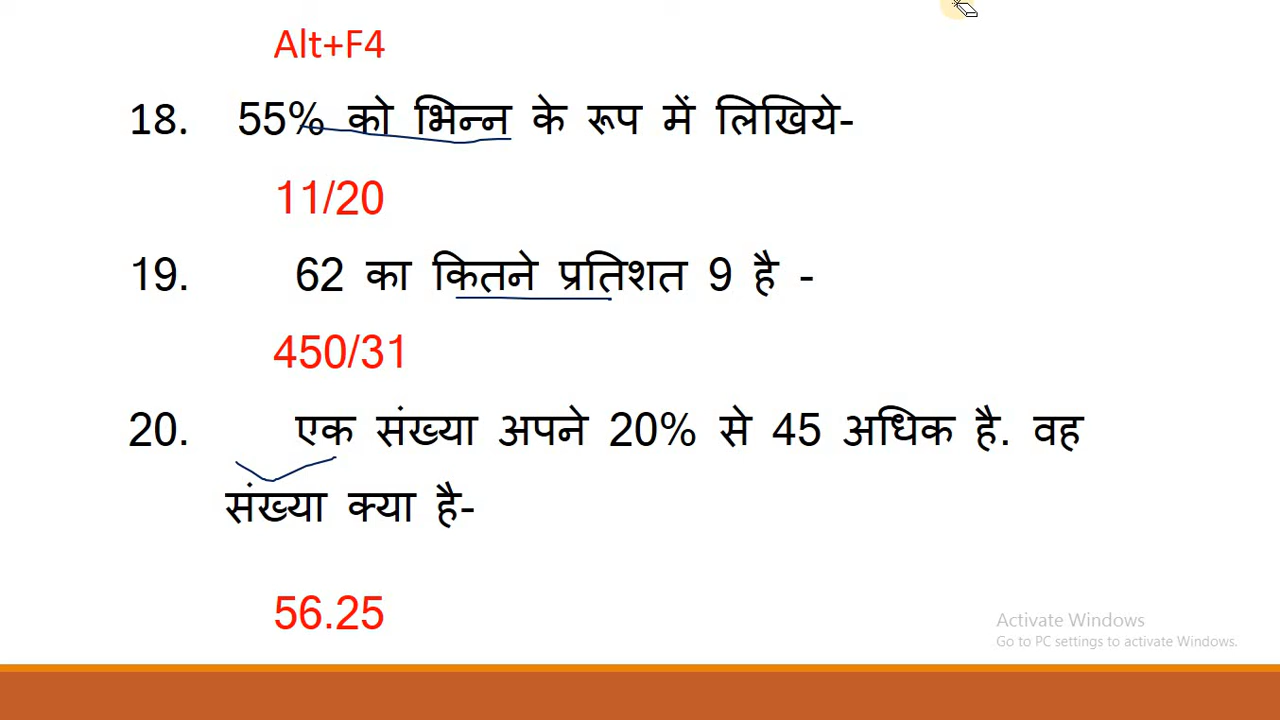 Alt+F4
18. 55% को भिन्न के रूप में लिखिये-
11/20
19. 62 का कितने प्रतिशत 9 है -
450/31
20. एक संख्या अपने 20% से 45 अधिक है. वह
संख्या क्या है-
56.25
Activate Windows
Go to PC settings to activate Windows.